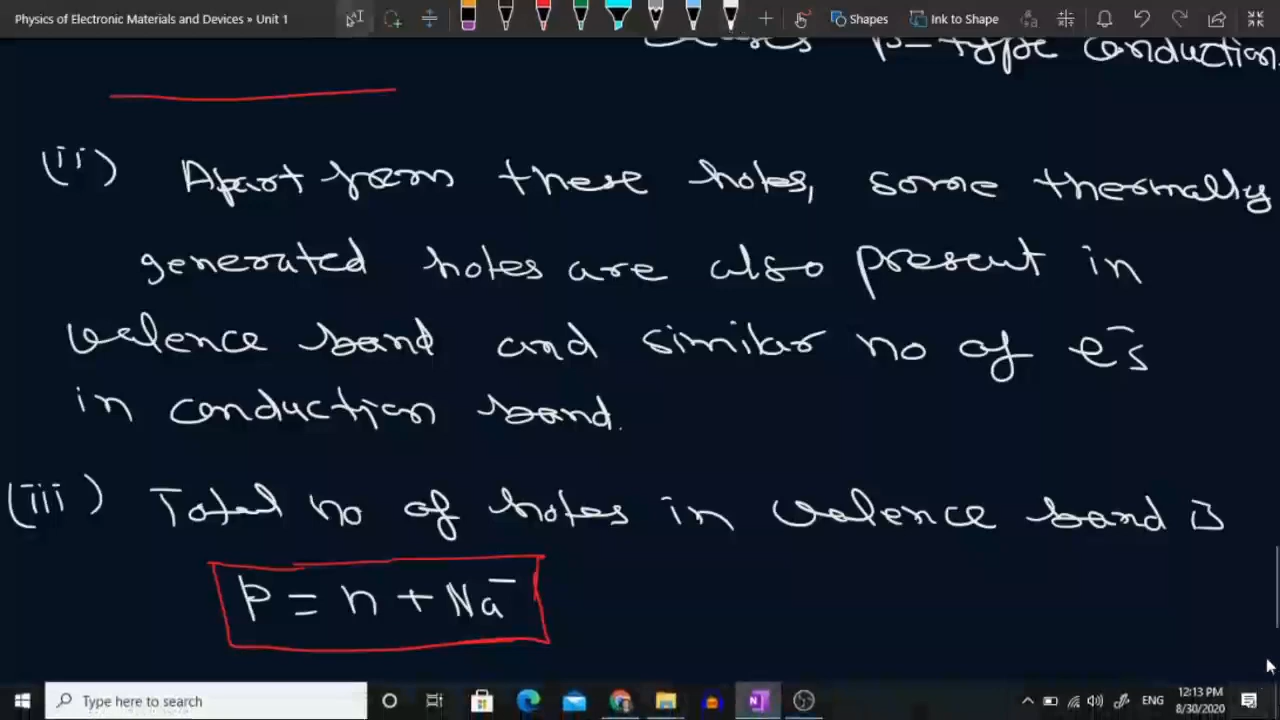 Physics of Electronic Materials and Devices » Unit 1
Shapes
Ink to Shape
p-type conduction.
(ii) Apart from these holes, some thermally
generated holes are also present in
valence band and similar no of e⁻s
in conduction band.
(iii) Total no of holes in valence band is
p = n + Na⁻
Type here to search
ENG
12:13 PM
8/30/2020